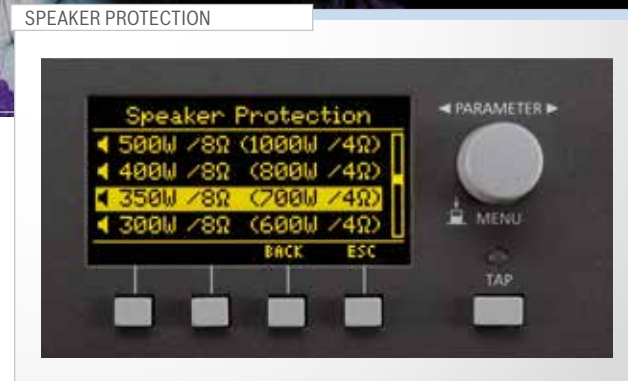 SPEAKER PROTECTION
Speaker Protection
500W /8Ω (1000W /4Ω)
400W /8Ω (800W /4Ω)
350W /8Ω (700W /4Ω)
300W /8Ω (600W /4Ω)
BACK ESC
◄ PARAMETER ►
MENU
TAP